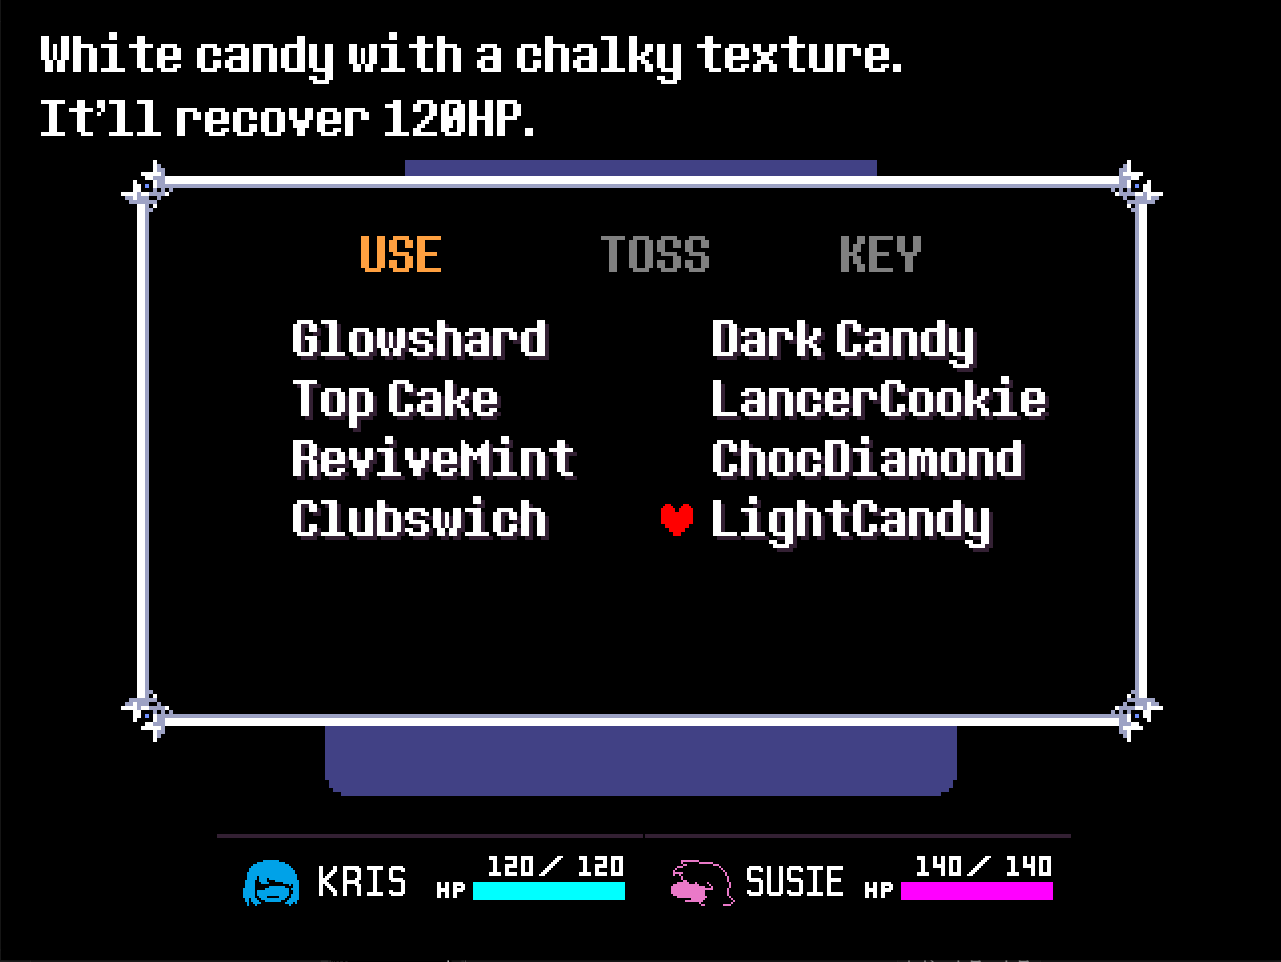 White candy with a chalky texture.
It'll recover 120HP.
USE TOSS KEY
Glowshard Dark Candy
Top Cake LancerCookie
ReviveMint ChocDiamond
Clubswich LightCandy
KRIS HP 120/ 120 SUSIE HP 140/ 140